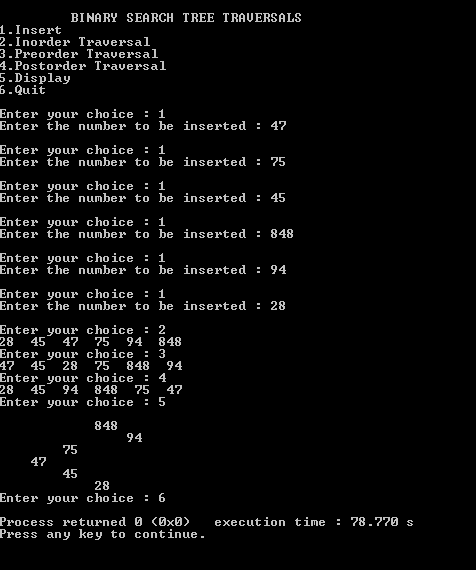 BINARY SEARCH TREE TRAVERSALS
1.Insert
2.Inorder Traversal
3.Preorder Traversal
4.Postorder Traversal
5.Display
6.Quit
Enter your choice : 1
Enter the number to be inserted : 47
Enter your choice : 1
Enter the number to be inserted : 75
Enter your choice : 1
Enter the number to be inserted : 45
Enter your choice : 1
Enter the number to be inserted : 848
Enter your choice : 1
Enter the number to be inserted : 94
Enter your choice : 1
Enter the number to be inserted : 28
Enter your choice : 2
28  45  47  75  94  848
Enter your choice : 3
47  45  28  75  848  94
Enter your choice : 4
28  45  94  848  75  47
Enter your choice : 5
848
94
75
47
45
28
Enter your choice : 6
Process returned 0 (0x0)   execution time : 78.770 s
Press any key to continue.